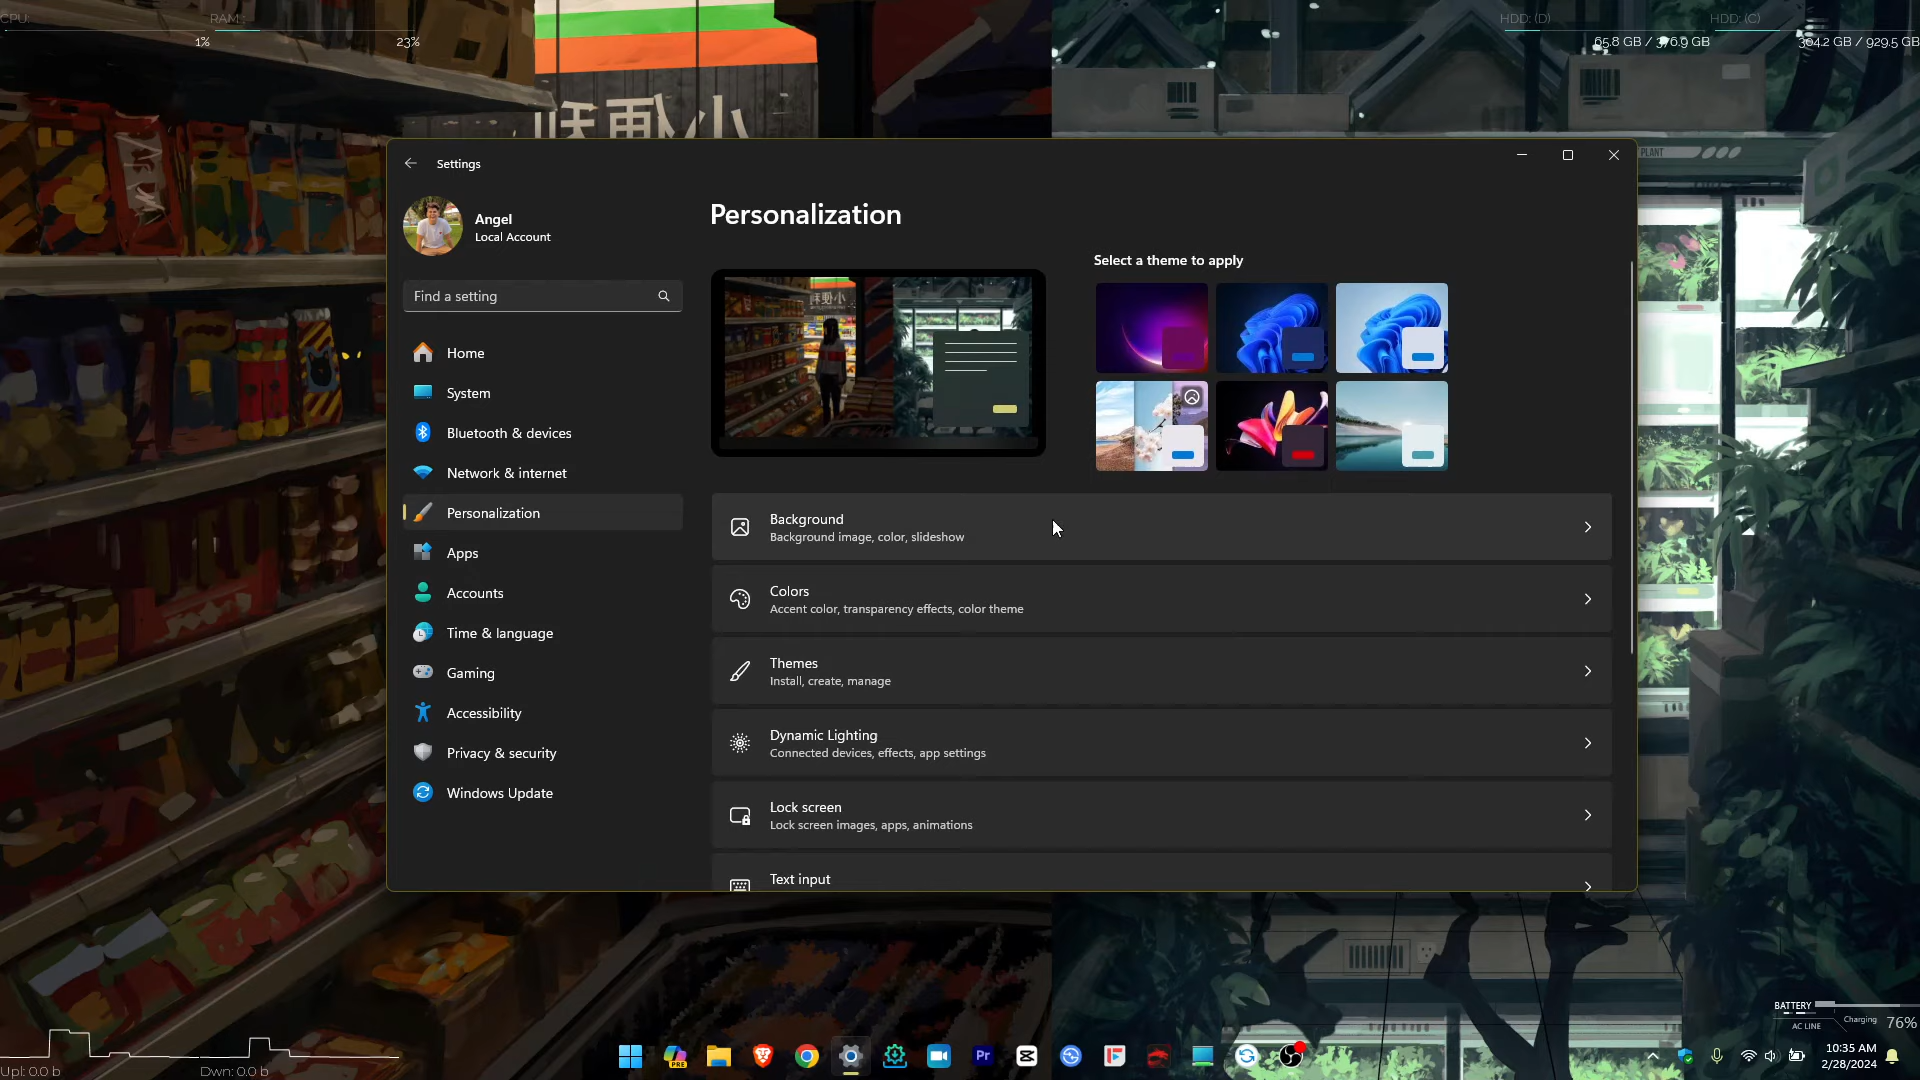 CPU:
RAM :
1%
23%
HDD: (D)
HDD: (C)
65.8 GB / 376.9 GB
304.2 GB / 929.5 GB
PLANT
Settings
Angel
Local Account
Find a setting
Home
System
Bluetooth & devices
Network & internet
Personalization
Apps
Accounts
Time & language
Gaming
Accessibility
Privacy & security
Windows Update
Personalization
Select a theme to apply
Background
Background image, color, slideshow
Colors
Accent color, transparency effects, color theme
Themes
Install, create, manage
Dynamic Lighting
Connected devices, effects, app settings
Lock screen
Lock screen images, apps, animations
Text input
BATTERY
AC LINE
Charging
76%
Upl: 0.0 b
Dwn: 0.0 b
PRE
Pr
10:35 AM
2/28/2024